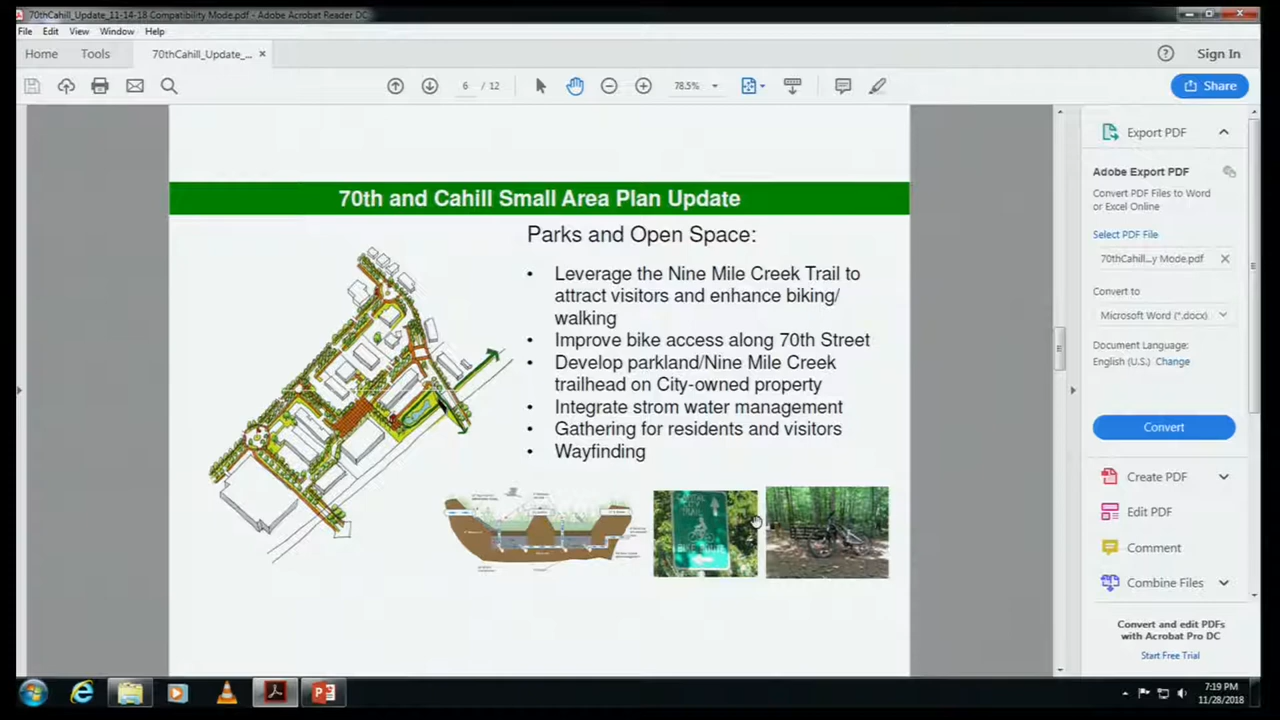 70thCahill_Update_11-14-18 Compatibility Mode.pdf - Adobe Acrobat Reader DC
File Edit View Window Help
Home Tools 70thCahill_Update_... × Sign In
6 / 12 78.5% Share
Export PDF
Adobe Export PDF
Convert PDF Files to Word
or Excel Online
Select PDF File
70thCahill...y Mode.pdf
Convert to
Microsoft Word (*.docx)
Document Language:
English (U.S.) Change
Convert
Create PDF
Edit PDF
Comment
Combine Files
Convert and edit PDFs
with Acrobat Pro DC
Start Free Trial
70th and Cahill Small Area Plan Update
Parks and Open Space:
• Leverage the Nine Mile Creek Trail to
attract visitors and enhance biking/
walking
• Improve bike access along 70th Street
• Develop parkland/Nine Mile Creek
trailhead on City-owned property
• Integrate strom water management
• Gathering for residents and visitors
• Wayfinding
TRAIL
BIKE ROUTE
7:19 PM
11/28/2018